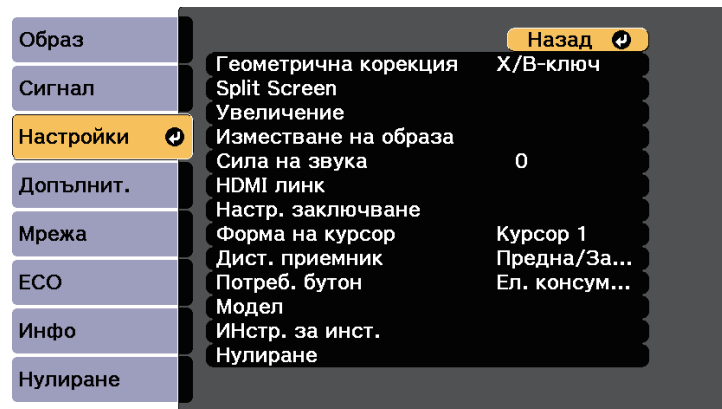 Образ
Сигнал
Настройки
Допълнит.
Мрежа
ECO
Инфо
Нулиране
Назад
Геометрична корекция Х/В-ключ
Split Screen
Увеличение
Изместване на образа
Сила на звука 0
HDMI линк
Настр. заключване
Форма на курсор Курсор 1
Дист. приемник Предна/За...
Потреб. бутон Ел. консум...
Модел
ИНстр. за инст.
Нулиране